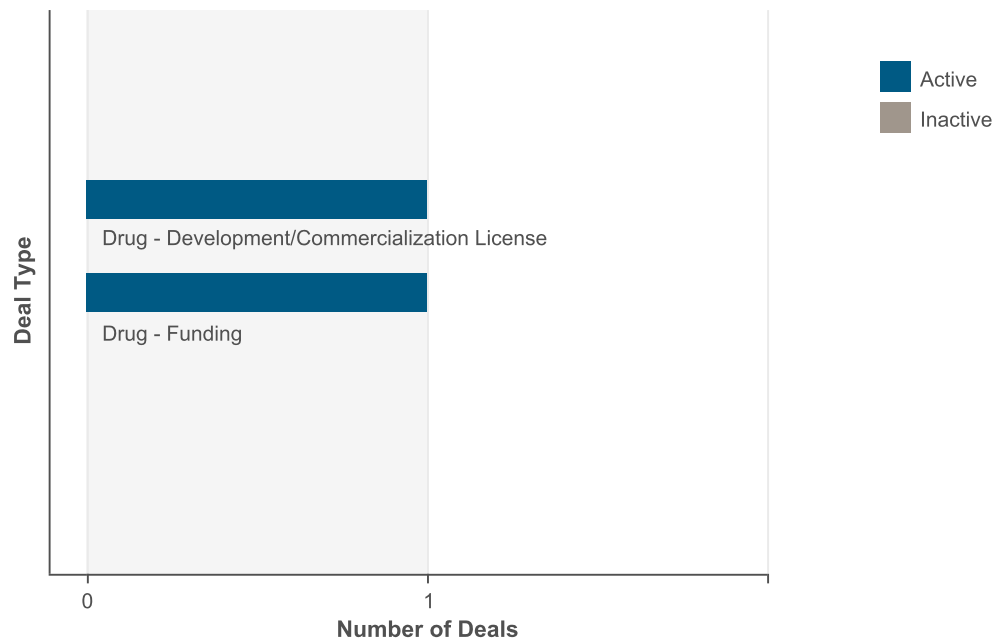 Active
Inactive
Drug - Development/Commercialization License
Drug - Funding
Deal Type
0
1
Number of Deals